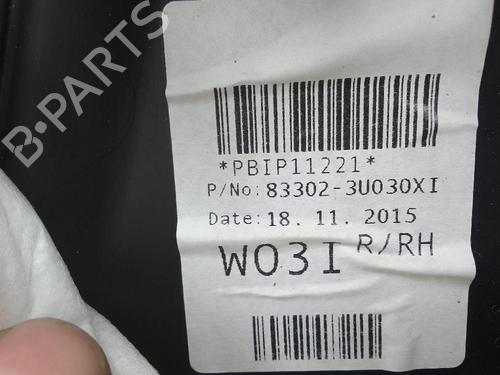 B-PARTS
*PBIP11221*
P/No: 83302-3U030XI
Date: 18. 11. 2015
W03I R/RH